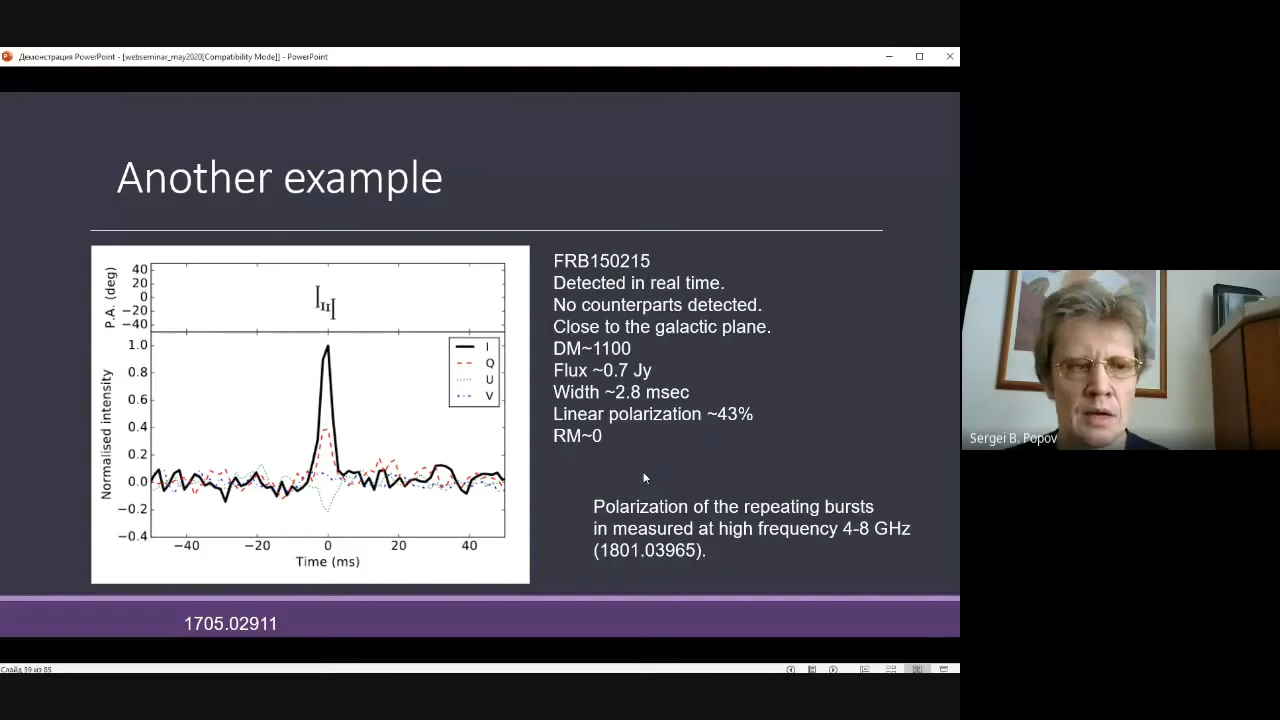 Демонстрация PowerPoint - [webseminar_may2020[Compatibility Mode]] - PowerPoint
Another example
P.A. (deg)
40
20
0
−20
−40
Normalised intensity
1.0
0.8
0.6
0.4
0.2
0.0
−0.2
−0.4
I
Q
U
V
−40 −20 0 20 40
Time (ms)
FRB150215
Detected in real time.
No counterparts detected.
Close to the galactic plane.
DM~1100
Flux ~0.7 Jy
Width ~2.8 msec
Linear polarization ~43%
RM~0
Polarization of the repeating bursts
in measured at high frequency 4-8 GHz
(1801.03965).
1705.02911
Слайд 39 из 85
Sergei B. Popov